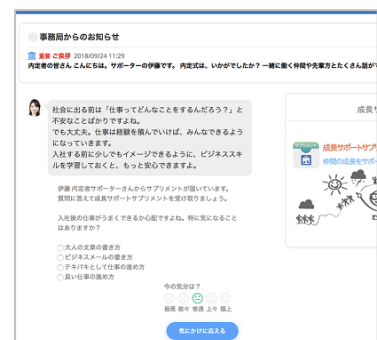 事務局からのお知らせ
重要 ご挨拶 2018/09/24 11:29
内定者の皆さん こんにちは。サポーターの伊藤です。 内定式は、いかがでしたか？ 一緒に働く仲間や先輩方とたくさん話が
社会に出る前は「仕事ってどんなことをするんだろう？」と
不安なことばかりですよね。
でも大丈夫。仕事は経験を積んでいけば、みんなできるよう
になっていきます。
入社する前に少しでもイメージできるように、ビジネススキ
ルを学習しておくと、もっと安心できますよ。
伊藤 内定者サポーターさんからサプリメントが届いています。
質問に答えて成長サポートサプリメントを受け取りましょう。
入社後の仕事がうまくできるか心配ですよね。特に気になること
はありますか？
大人の文章の書き方
ビジネスメールの書き方
テキパキとして仕事の進め方
良い仕事の進め方
今の気分は？
最悪 散々 普通 上々 極上
気にかけに応える
成長サ
サプリメント
成長サポートサプ
仲間の成長をサポー